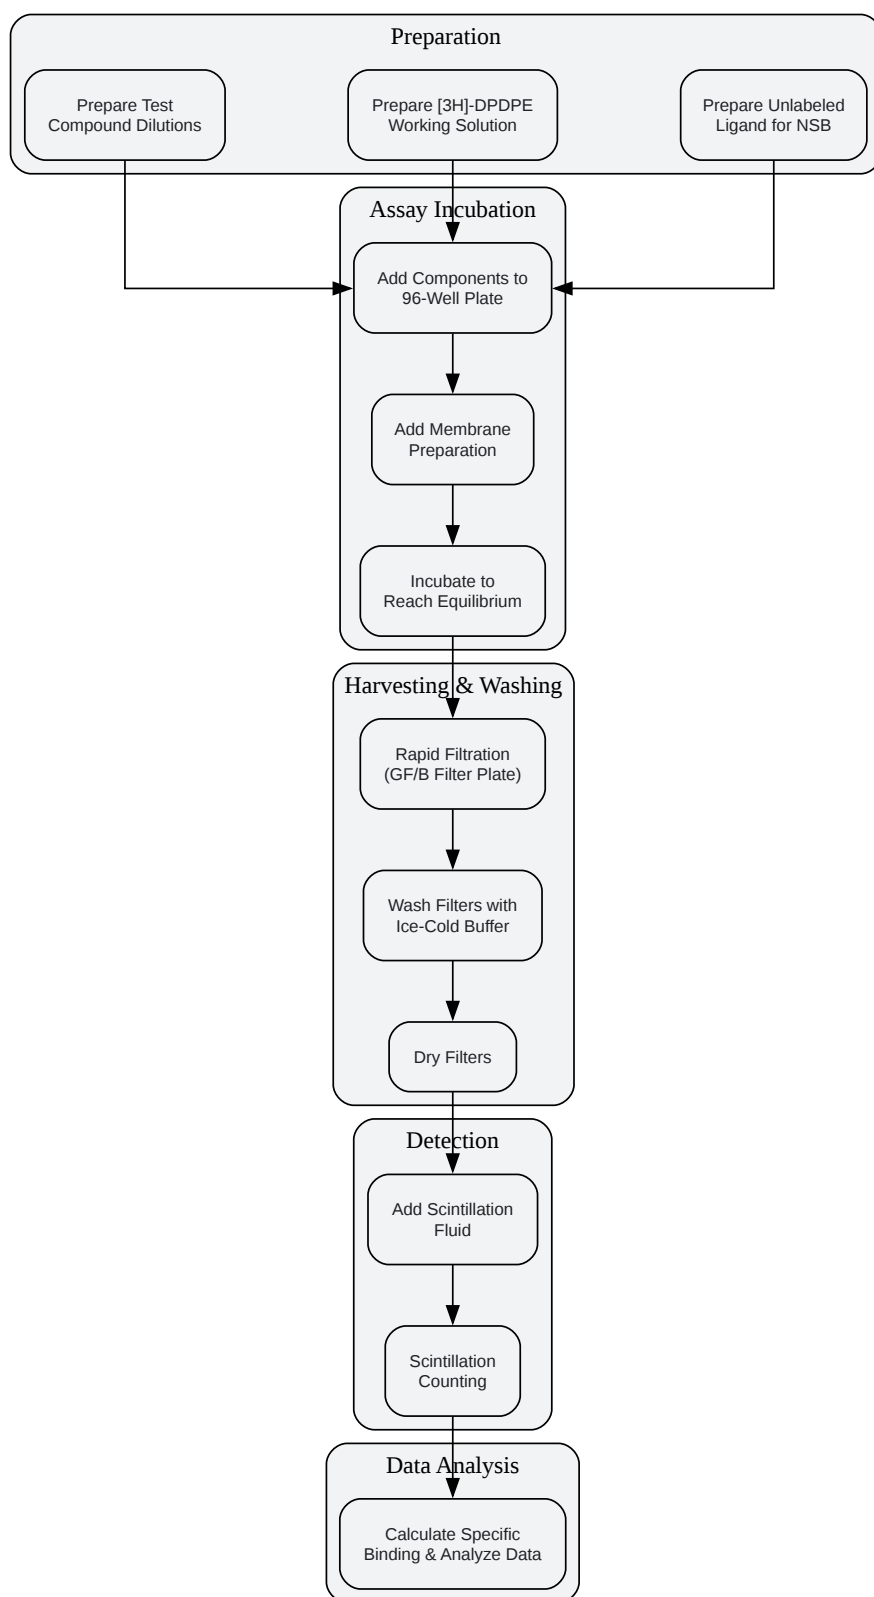 Preparation
Prepare Test
Compound Dilutions
Prepare [3H]-DPDPE
Working Solution
Prepare Unlabeled
Ligand for NSB
Assay Incubation
Add Components to
96-Well Plate
Add Membrane
Preparation
Incubate to
Reach Equilibrium
Harvesting & Washing
Rapid Filtration
(GF/B Filter Plate)
Wash Filters with
Ice-Cold Buffer
Dry Filters
Detection
Add Scintillation
Fluid
Scintillation
Counting
Data Analysis
Calculate Specific
Binding & Analyze Data